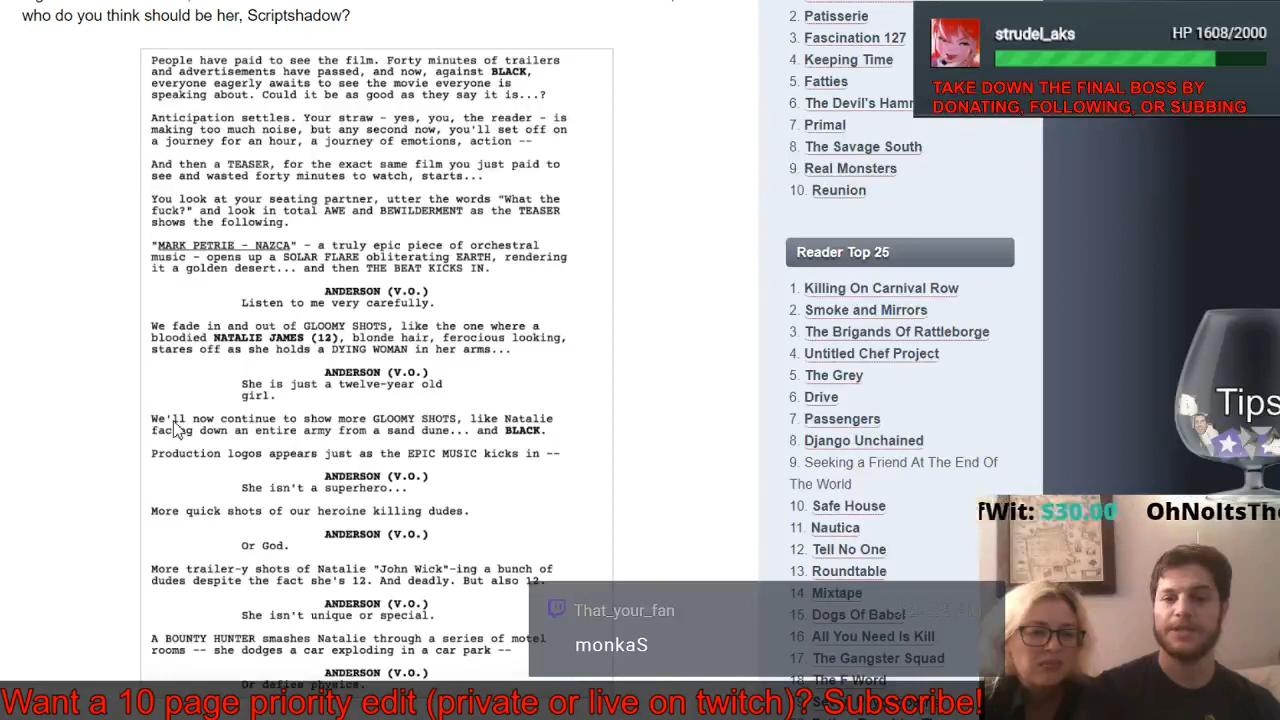 who do you think should be her, Scriptshadow?
People have paid to see the film. Forty minutes of trailers
and advertisements have passed, and now, against BLACK,
everyone eagerly awaits to see the movie everyone is
speaking about. Could it be as good as they say it is...?
Anticipation settles. Your straw - yes, you, the reader - is
making too much noise, but any second now, you'll set off on
a journey for an hour, a journey of emotions, action --
And then a TEASER, for the exact same film you just paid to
see and wasted forty minutes to watch, starts...
You look at your seating partner, utter the words "What the
fuck?" and look in total AWE and BEWILDERMENT as the TEASER
shows the following.
"MARK PETRIE - NAZCA" - a truly epic piece of orchestral
music - opens up a SOLAR FLARE obliterating EARTH, rendering
it a golden desert... and then THE BEAT KICKS IN.
ANDERSON (V.O.)
Listen to me very carefully.
We fade in and out of GLOOMY SHOTS, like the one where a
bloodied NATALIE JAMES (12), blonde hair, ferocious looking,
stares off as she holds a DYING WOMAN in her arms...
ANDERSON (V.O.)
She is just a twelve-year old
girl.
We'll now continue to show more GLOOMY SHOTS, like Natalie
facing down an entire army from a sand dune... and BLACK.
Production logos appears just as the EPIC MUSIC kicks in --
ANDERSON (V.O.)
She isn't a superhero...
More quick shots of our heroine killing dudes.
ANDERSON (V.O.)
Or God.
More trailer-y shots of Natalie "John Wick"-ing a bunch of
dudes despite the fact she's 12. And deadly. But also 12.
ANDERSON (V.O.)
She isn't unique or special.
A BOUNTY HUNTER smashes Natalie through a series of motel
rooms -- she dodges a car exploding in a car park --
ANDERSON (V.O.)
Or defies physics.
2. Patisserie
3. Fascination 127
4. Keeping Time
5. Fatties
6. The Devil's Hamm
7. Primal
8. The Savage South
9. Real Monsters
10. Reunion
Reader Top 25
1. Killing On Carnival Row
2. Smoke and Mirrors
3. The Brigands Of Rattleborge
4. Untitled Chef Project
5. The Grey
6. Drive
7. Passengers
8. Django Unchained
9. Seeking a Friend At The End Of
The World
10. Safe House
11. Nautica
12. Tell No One
13. Roundtable
14. Mixtape
15. Dogs Of Babel
16. All You Need Is Kill
17. The Gangster Squad
18. The F Word
strudel_aks
HP 1608/2000
TAKE DOWN THE FINAL BOSS BY
DONATING, FOLLOWING, OR SUBBING
Tips
fWit: $30.00 OhNoItsThe
That_your_fan
monkaS
Want a 10 page priority edit (private or live on twitch)? Subscribe!